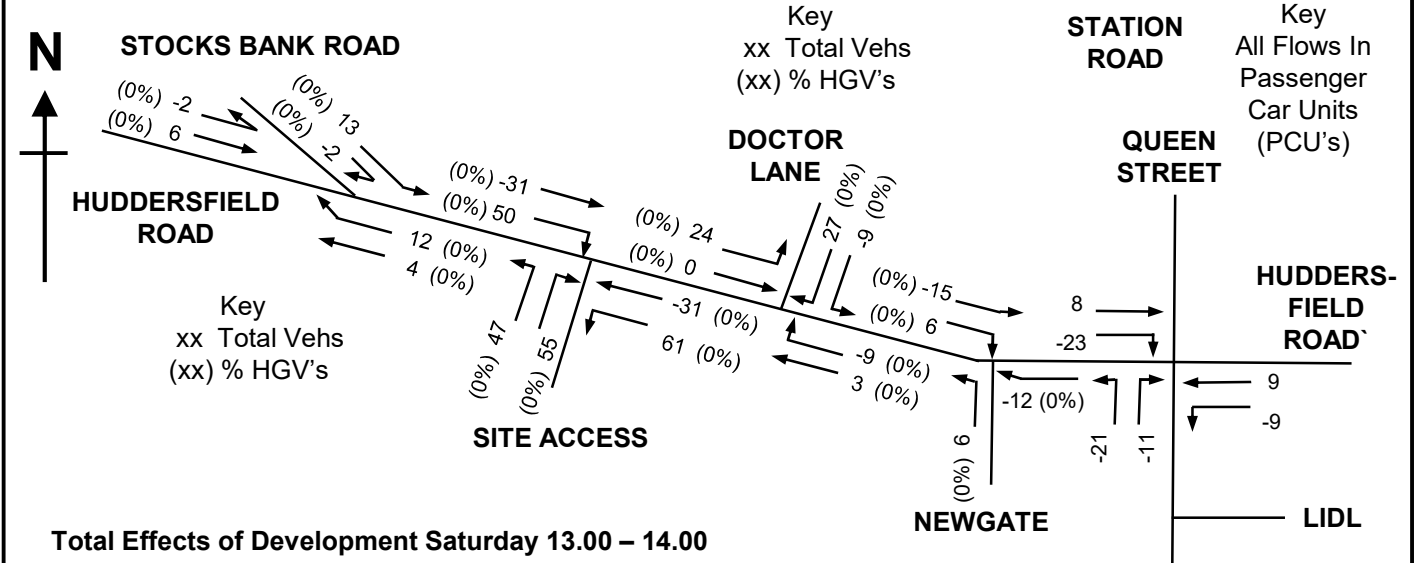 N
STOCKS BANK ROAD
Key
xx Total Vehs
(xx) % HGV's
STATION
ROAD
Key
All Flows In
Passenger
Car Units
(PCU's)
(0%) -2
(0%) 6
(0%) 13
(0%) -2
HUDDERSFIELD
ROAD
(0%) -31
(0%) 50
12 (0%)
4 (0%)
DOCTOR
LANE
(0%) 24
(0%) 0
27 (0%)
-9 (0%)
QUEEN
STREET
(0%) -15
(0%) 6
8
-23
HUDDERS-
FIELD
ROAD`
Key
xx Total Vehs
(xx) % HGV's
(0%) 47
(0%) 55
-31 (0%)
61 (0%)
-9 (0%)
3 (0%)
-12 (0%)
(0%) 6
-21
-11
9
-9
SITE ACCESS
NEWGATE
LIDL
Total Effects of Development Saturday 13.00 – 14.00